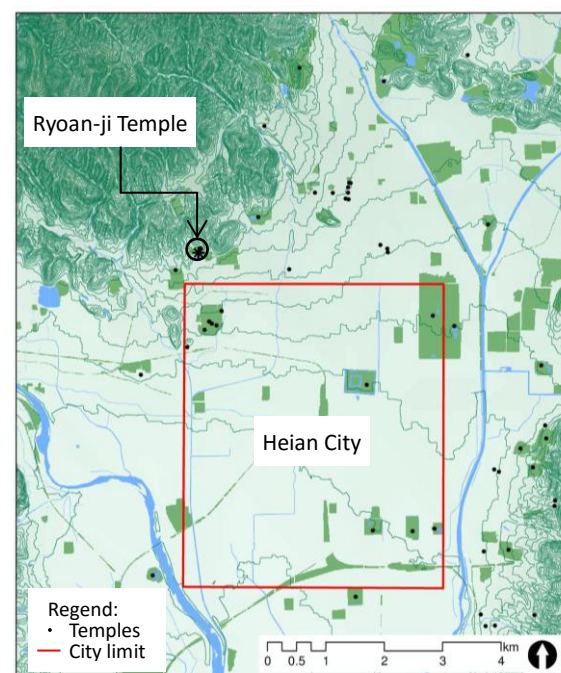 Ryoan-ji Temple
Heian City
Regend:
Temples
City limit
km
0 0.5 1 2 3 4